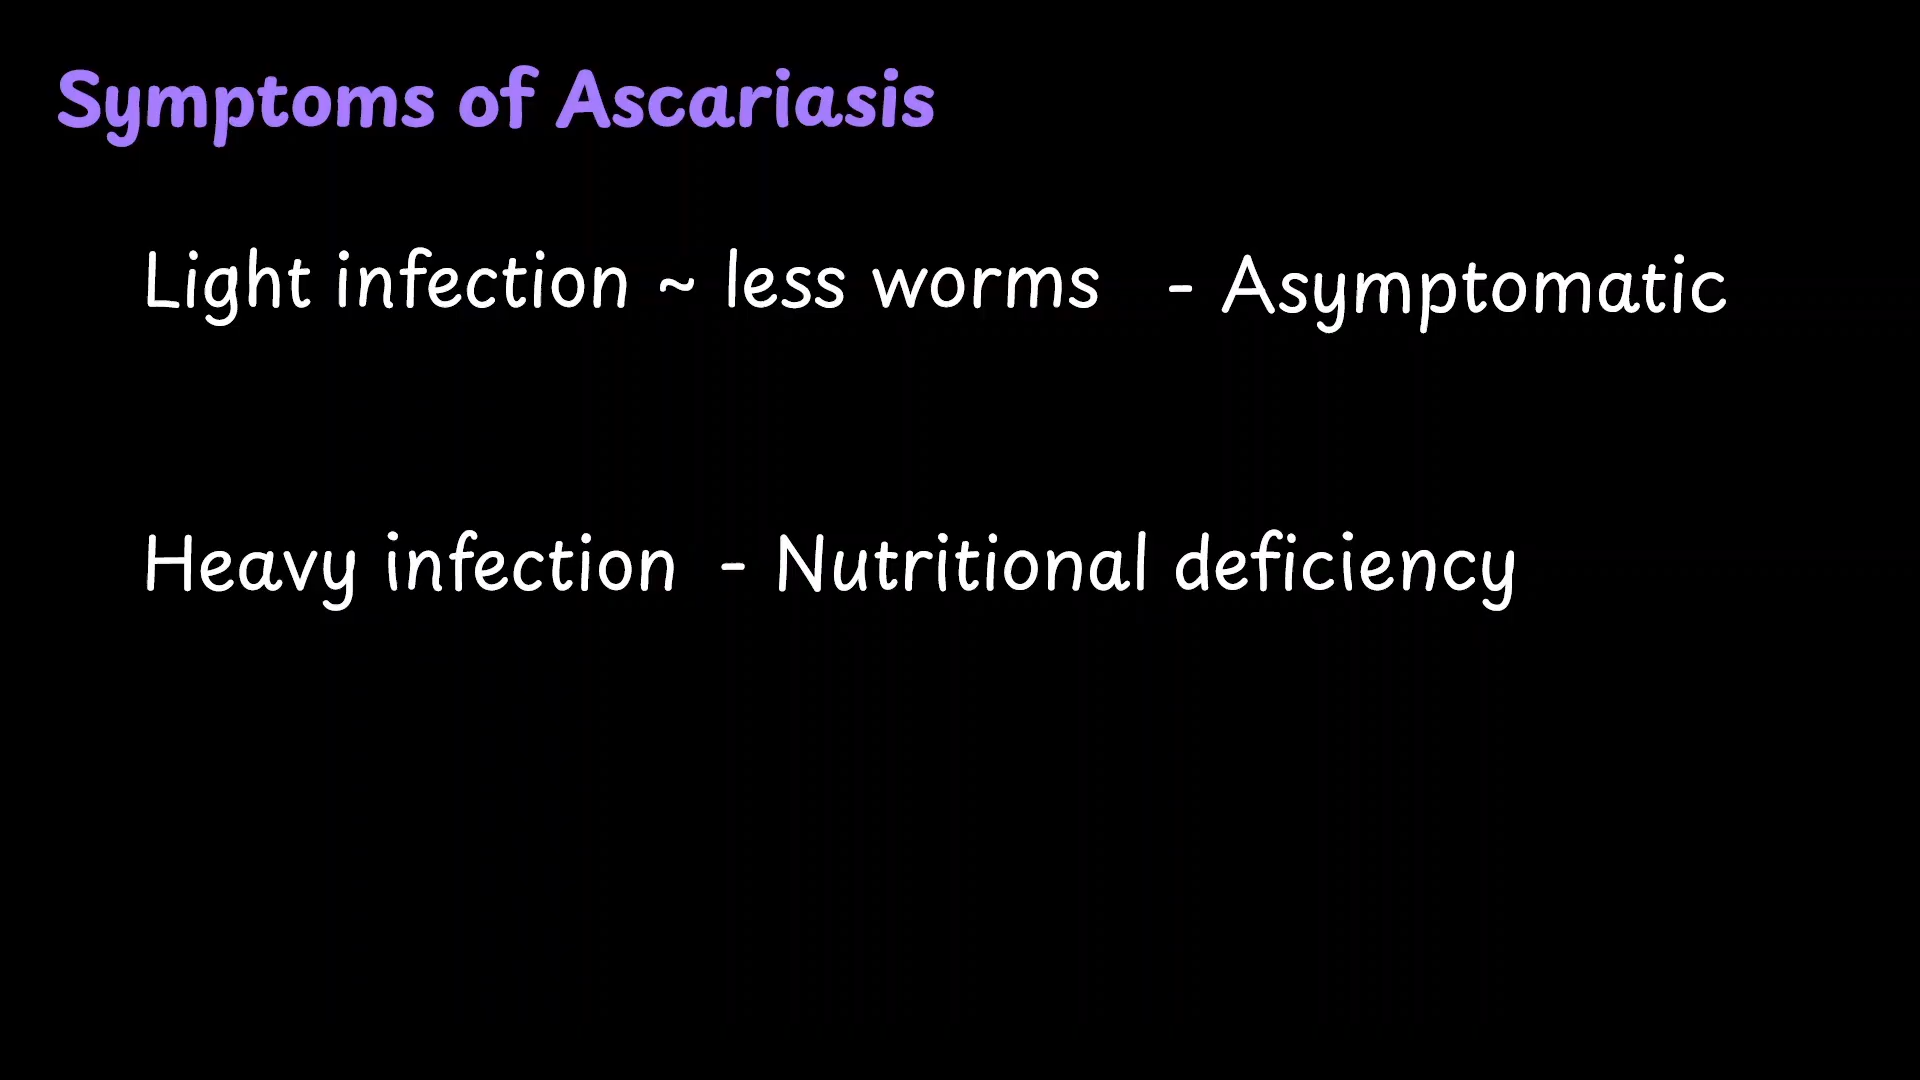 Symptoms of Ascariasis
Light infection ~ less worms - Asymptomatic
Heavy infection - Nutritional deficiency